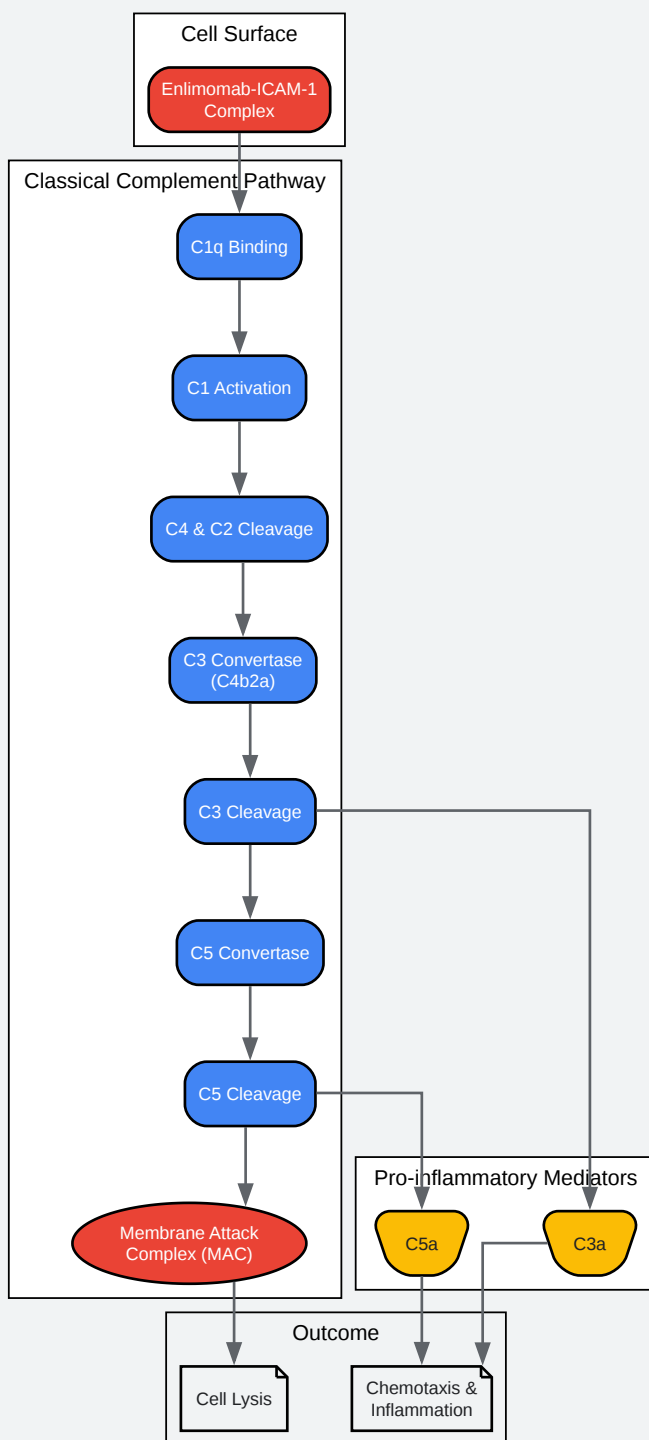 Cell Surface
Enlimomab-ICAM-1
Complex
Classical Complement Pathway
C1q Binding
C1 Activation
C4 & C2 Cleavage
C3 Convertase
(C4b2a)
C3 Cleavage
C5 Convertase
C5 Cleavage
Membrane Attack
Complex (MAC)
Pro-inflammatory Mediators
C5a
C3a
Outcome
Cell Lysis
Chemotaxis &
Inflammation